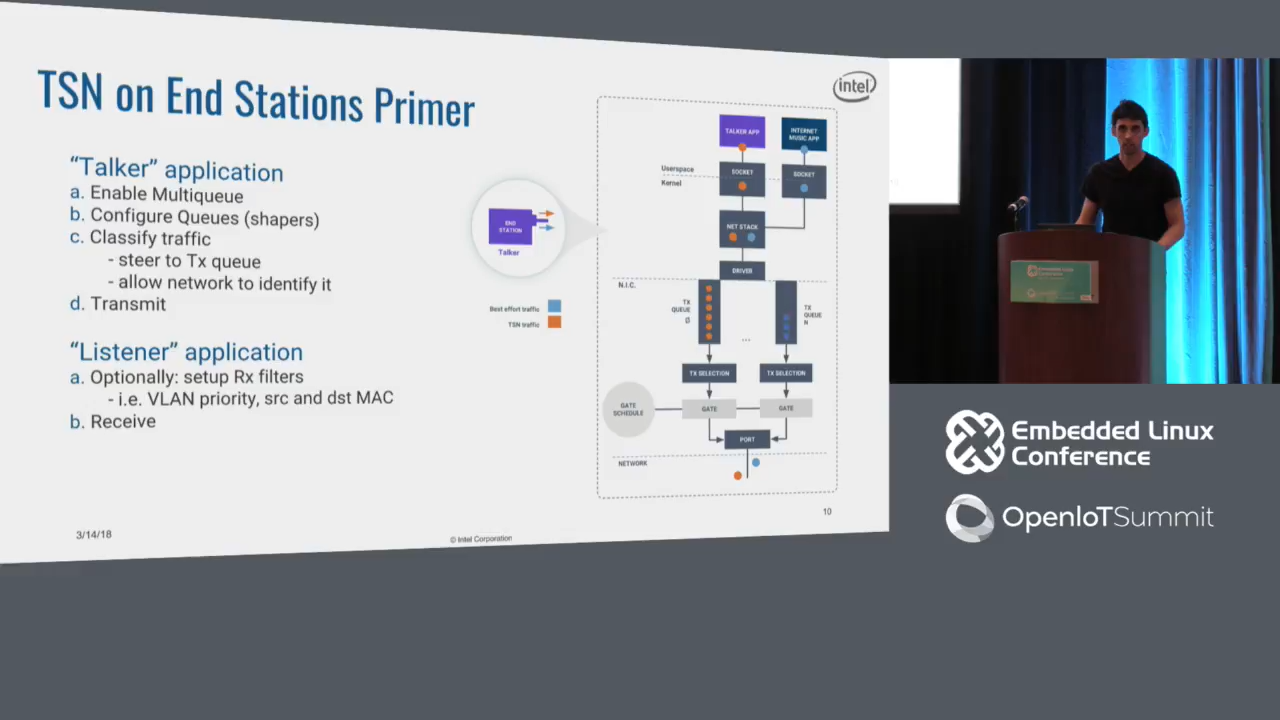 TSN on End Stations Primer
intel
"Talker" application
a. Enable Multiqueue
b. Configure Queues (shapers)
c. Classify traffic
- steer to Tx queue
- allow network to identify it
d. Transmit
"Listener" application
a. Optionally: setup Rx filters
- i.e. VLAN priority, src and dst MAC
b. Receive
END
STATION
Talker
Best effort traffic
TSN traffic
TALKER APP
INTERNET
MUSIC APP
Userspace
Kernel
SOCKET
SOCKET
NET STACK
DRIVER
N.I.C.
TX
QUEUE
Ø
...
TX
QUEUE
N
TX SELECTION
TX SELECTION
GATE
SCHEDULE
GATE
GATE
PORT
NETWORK
3/14/18
© Intel Corporation
10
Embedded Linux
Conference
OpenIoTSummit